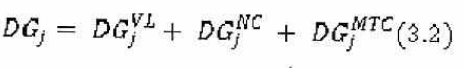 DG_j = DG_j^{VL} + DG_j^{NC} + DG_j^{MTC} (3.2)